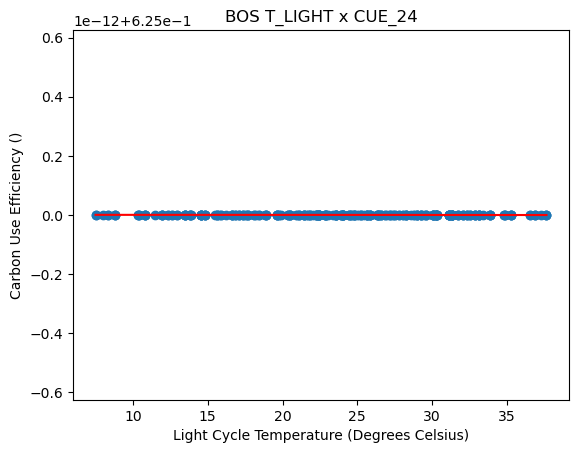 BOS T_LIGHT x CUE_24
1e-12+6.25e-1
0.6
0.4
0.2
0.0
−0.2
−0.4
−0.6
Carbon Use Efficiency ()
10 15 20 25 30 35
Light Cycle Temperature (Degrees Celsius)